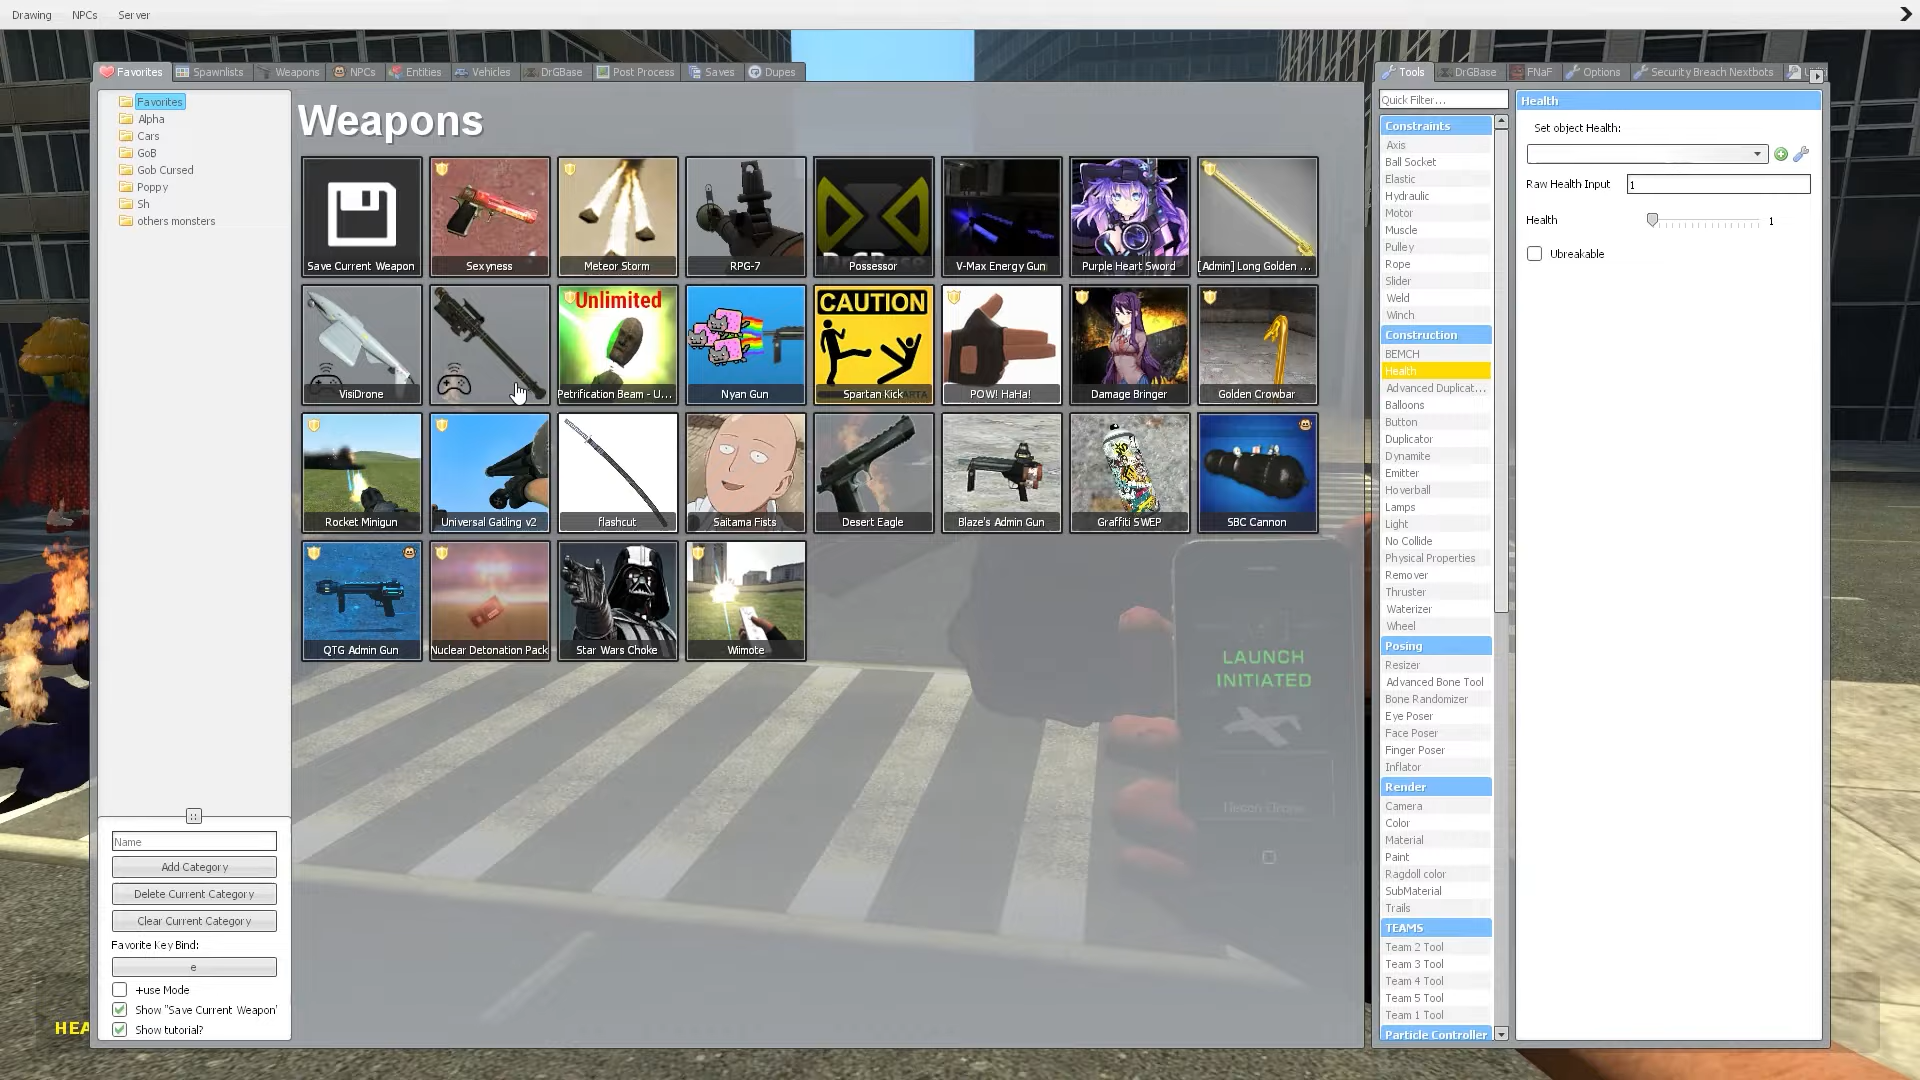 Drawing NPCs Server
Favorites Spawnlists Weapons NPCs Entities Vehicles DrGBase Post Process Saves Dupes
Favorites
Alpha
Cars
GoB
Gob Cursed
Poppy
Sh
others monsters
Name
Add Category
Delete Current Category
Clear Current Category
Favorite Key Bind:
e
+use Mode
Show "Save Current Weapon"
Show tutorial?
Weapons
Save Current Weapon
Sexyness
Meteor Storm
RPG-7
Possessor
V-Max Energy Gun
Purple Heart Sword
[Admin] Long Golden ...
VisiDrone
Unlimited
Petrification Beam - U...
Nyan Gun
CAUTION
Spartan Kick
POW! HaHa!
Damage Bringer
Golden Crowbar
Rocket Minigun
Universal Gatling v2
flashcut
Saitama Fists
Desert Eagle
Blaze's Admin Gun
Graffiti SWEP
SBC Cannon
QTG Admin Gun
Nuclear Detonation Pack
Star Wars Choke
Wimote
LAUNCH
INITIATED
Recon Drone
HEA
Tools DrGBase FNaF Options Security Breach Nextbots
Quick Filter...
Constraints
Axis
Ball Socket
Elastic
Hydraulic
Motor
Muscle
Pulley
Rope
Slider
Weld
Winch
Construction
BEMCH
Health
Advanced Duplicat...
Balloons
Button
Duplicator
Dynamite
Emitter
Hoverball
Lamps
Light
No Collide
Physical Properties
Remover
Thruster
Waterizer
Wheel
Posing
Resizer
Advanced Bone Tool
Bone Randomizer
Eye Poser
Face Poser
Finger Poser
Inflator
Render
Camera
Color
Material
Paint
Ragdoll color
SubMaterial
Trails
TEAMS
Team 2 Tool
Team 3 Tool
Team 4 Tool
Team 5 Tool
Team 1 Tool
Particle Controller
Health
Set object Health:
Raw Health Input 1
Health 1
Ubreakable